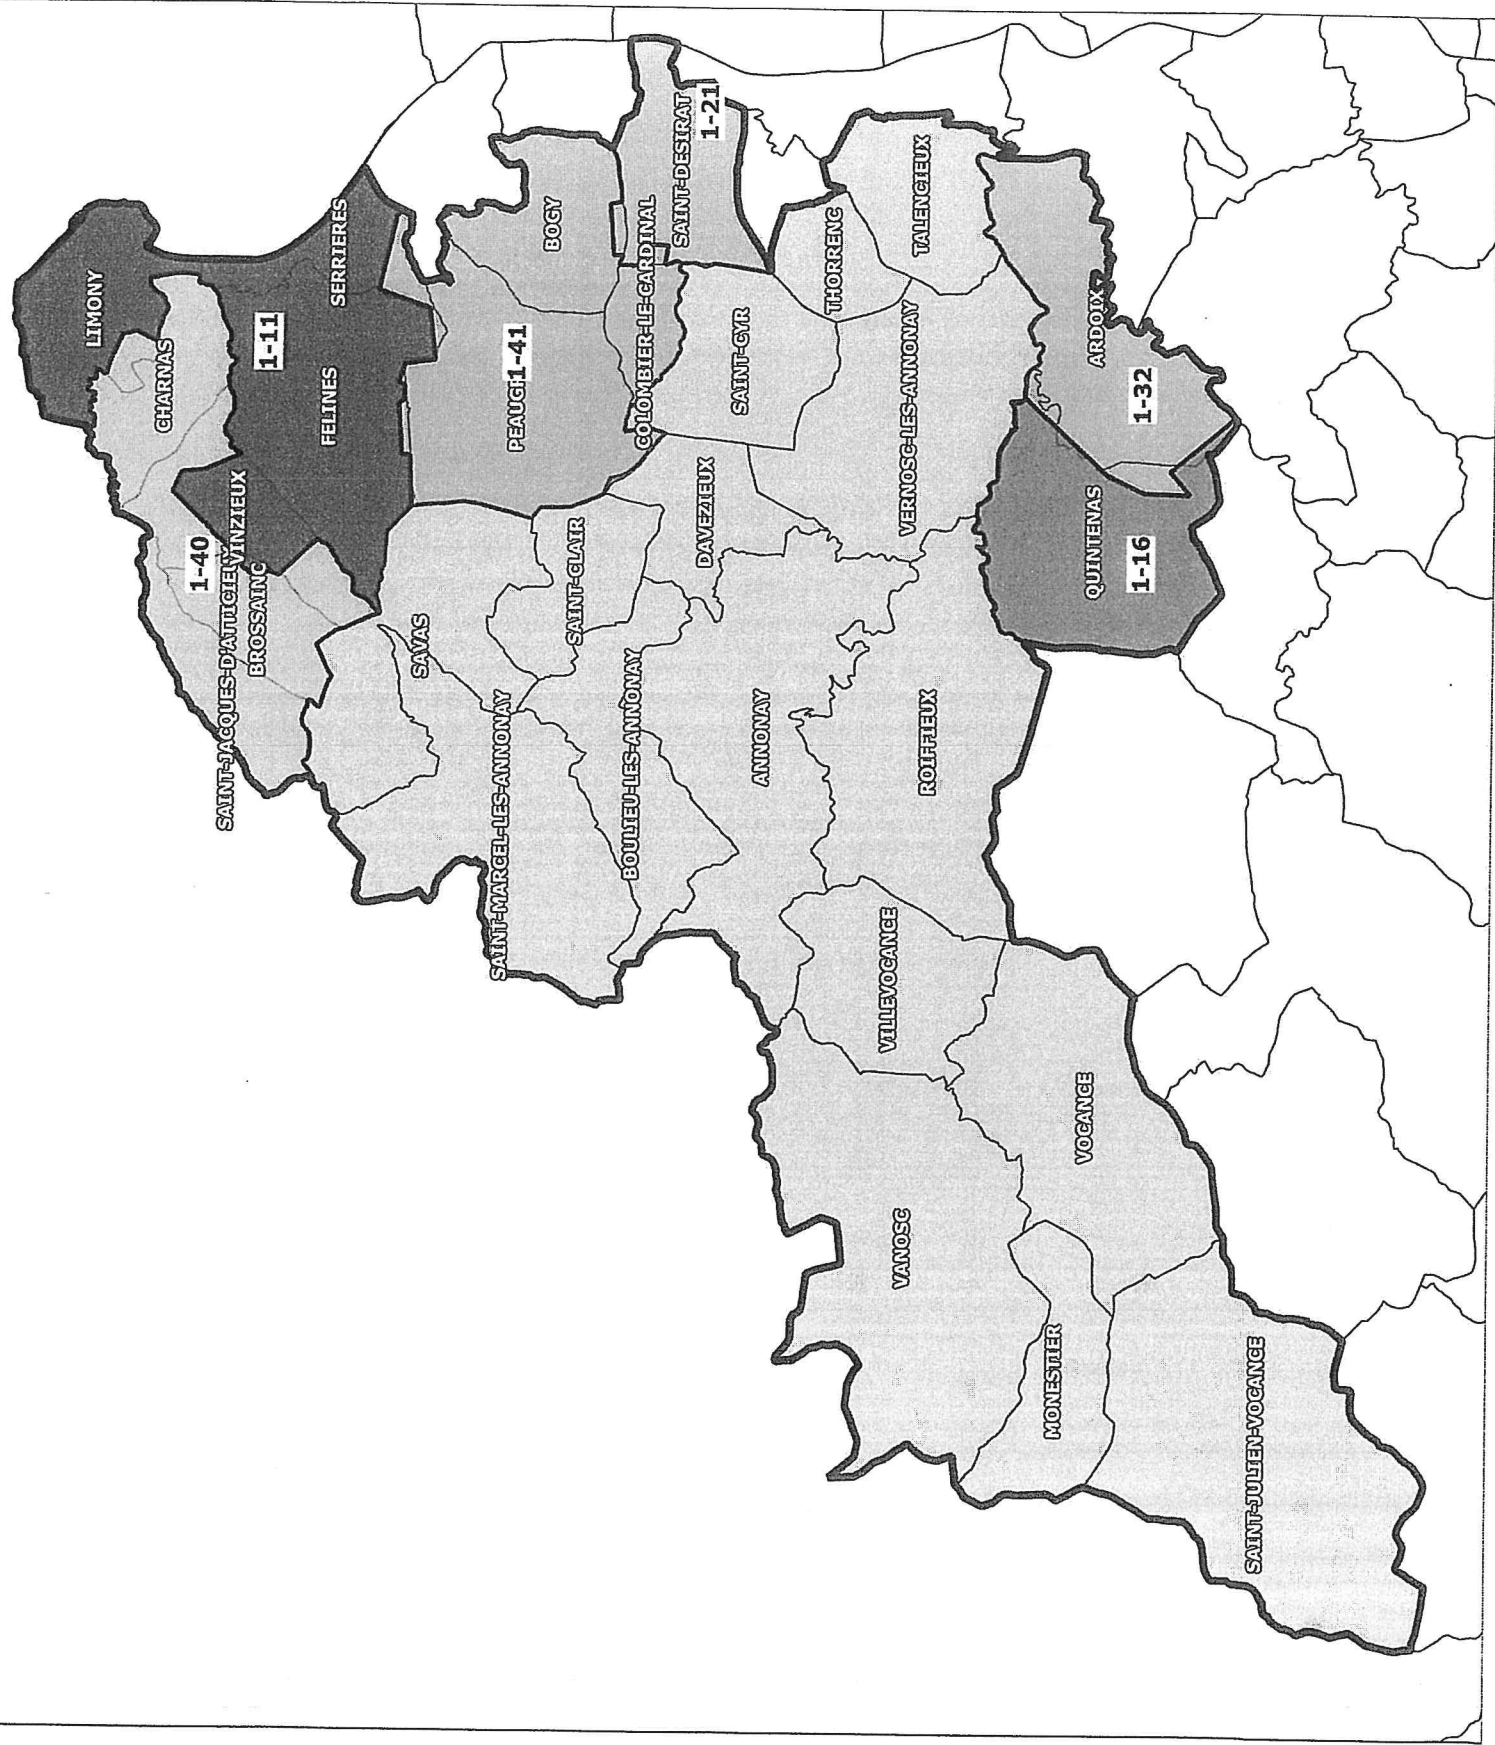 LIMONY
CHARNAS
1-40
SAINT-JACQUES-D'ATTICIEU
VINZIEUX
BROSSAINC
1-11
FELINES
SERRIERES
SAVAS
SAINT-MARCEL-LES-ANNONAY
PEAUG
1-41
BOGY
SAINT-CLAIR
BOULIEU-LES-ANNONAY
COLOMBIER-LE-CARDINAL
SAINT-DESIRAT
1-21
DAVEZIEUX
SAINT-CYR
ANNONAY
THORRENC
VILLEVOCANCE
VANOSC
VERNOSC-LES-ANNONAY
TALENCIEUX
ROIFFIEUX
MONESTIER
VOCANCE
QUINTENAS
ARDOIX
1-16
1-32
SAINT-JULIEN-VOCANCE